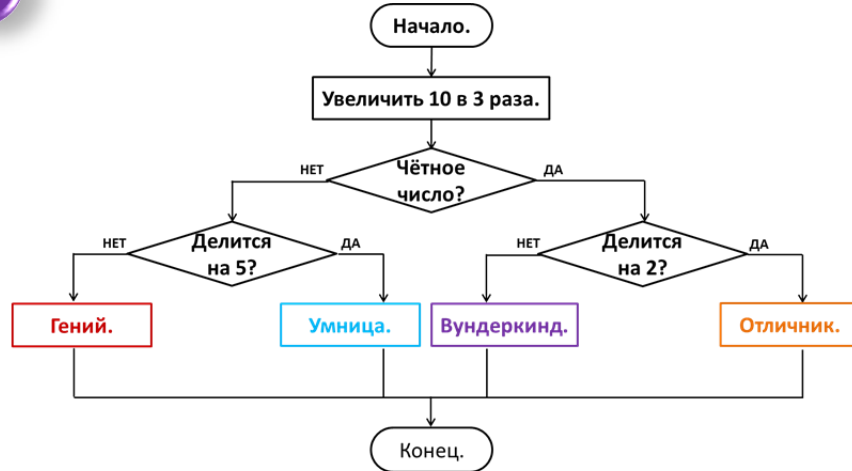 Начало.
Увеличить 10 в 3 раза.
НЕТ
Чётное
число?
ДА
НЕТ
Делится
на 5?
ДА
НЕТ
Делится
на 2?
ДА
Гений.
Умница.
Вундеркинд.
Отличник.
Конец.